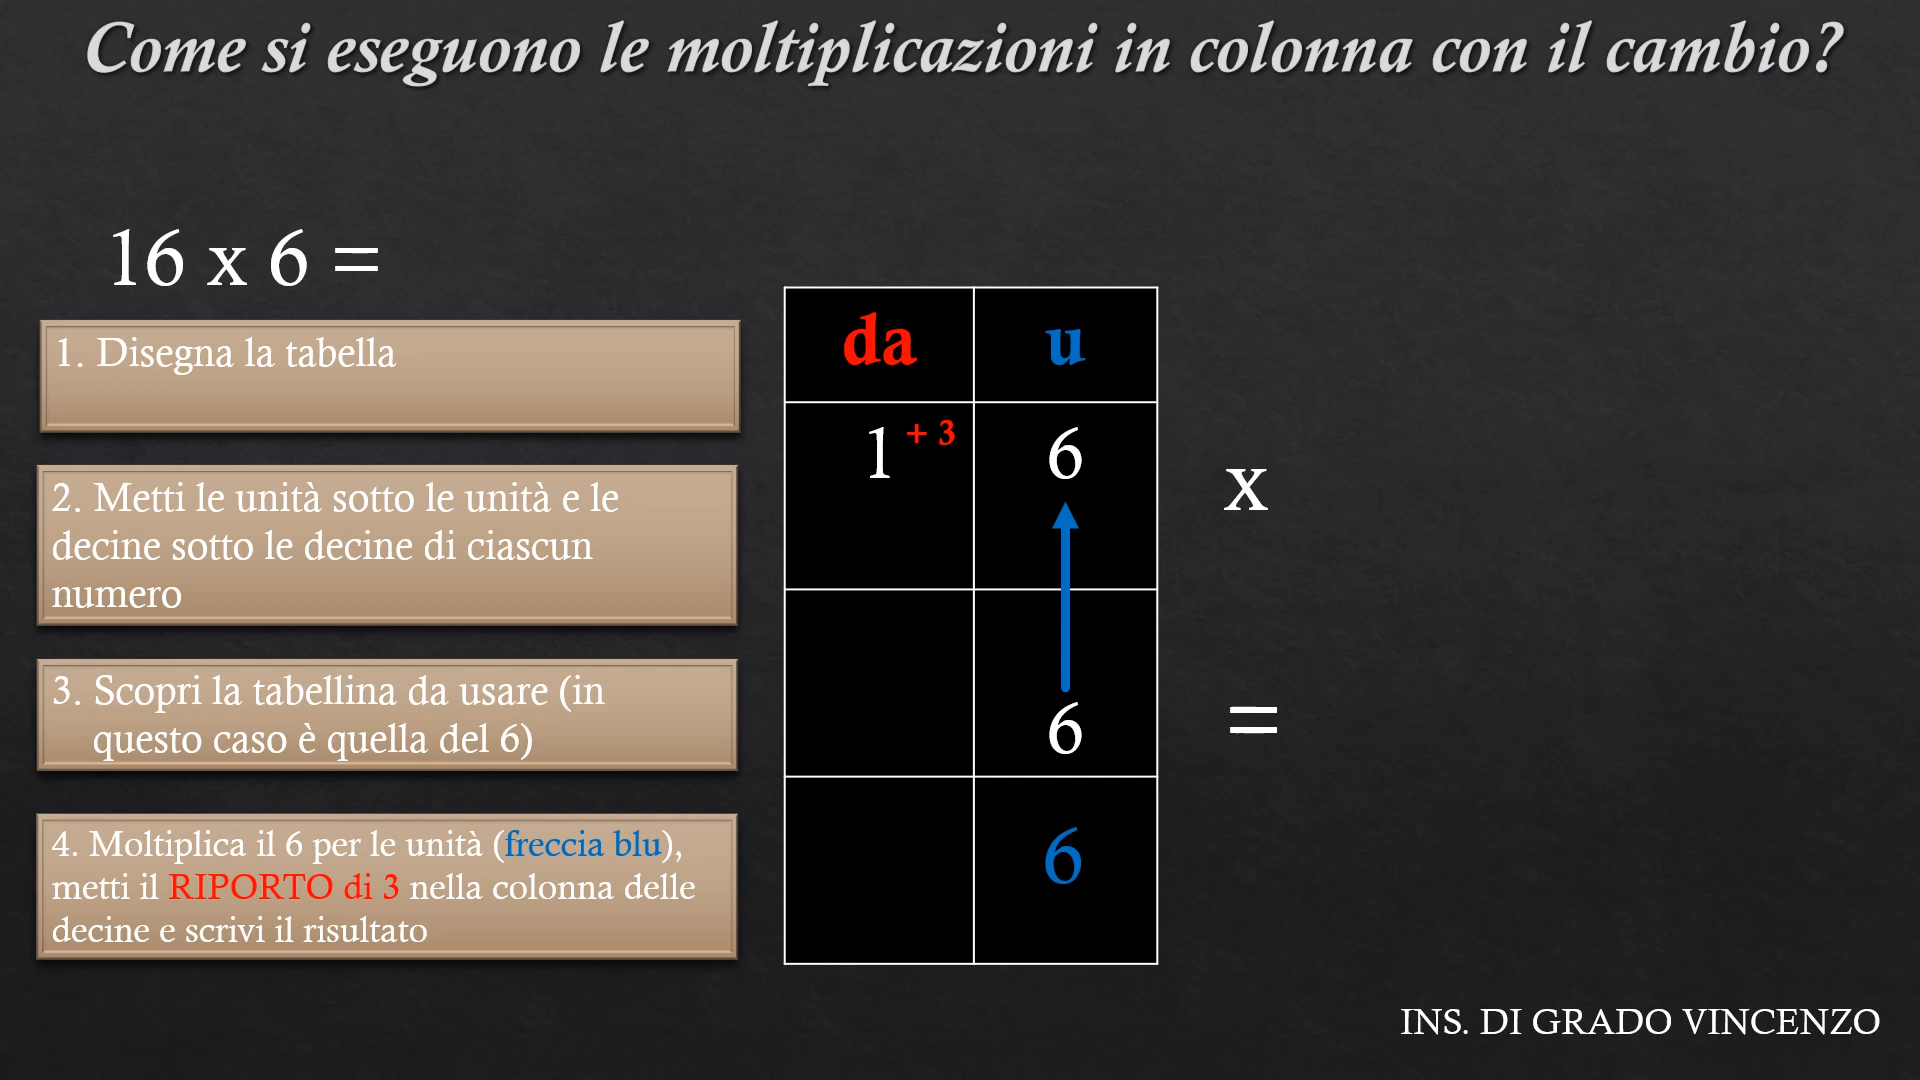 Come si eseguono le moltiplicazioni in colonna con il cambio?
16 x 6 =
1. Disegna la tabella
2. Metti le unità sotto le unità e le
decine sotto le decine di ciascun
numero
3. Scopri la tabellina da usare (in
questo caso è quella del 6)
4. Moltiplica il 6 per le unità (freccia blu),
metti il RIPORTO di 3 nella colonna delle
decine e scrivi il risultato
da u
1 + 3 6 x
6 =
6
INS. DI GRADO VINCENZO